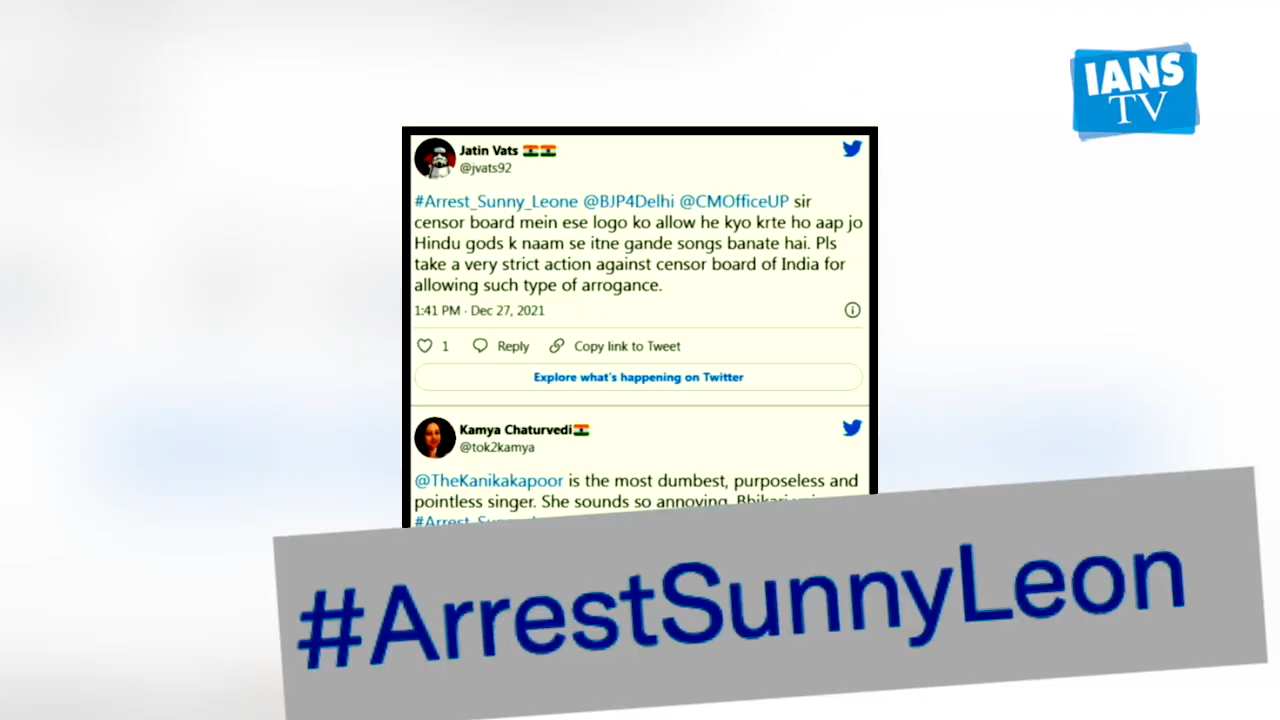 IANS
TV
Jatin Vats
@jvats92
#Arrest_Sunny_Leone @BJP4Delhi @CMOfficeUP sir
censor board mein ese logo ko allow he kyo krte ho aap jo
Hindu gods k naam se itne gande songs banate hai. Pls
take a very strict action against censor board of India for
allowing such type of arrogance.
1:41 PM · Dec 27, 2021
1 Reply Copy link to Tweet
Explore what's happening on Twitter
Kamya Chaturvedi
@tok2kamya
@TheKanikakapoor is the most dumbest, purposeless and
pointless singer. She sounds so annoying.
#ArrestSunnyLeon